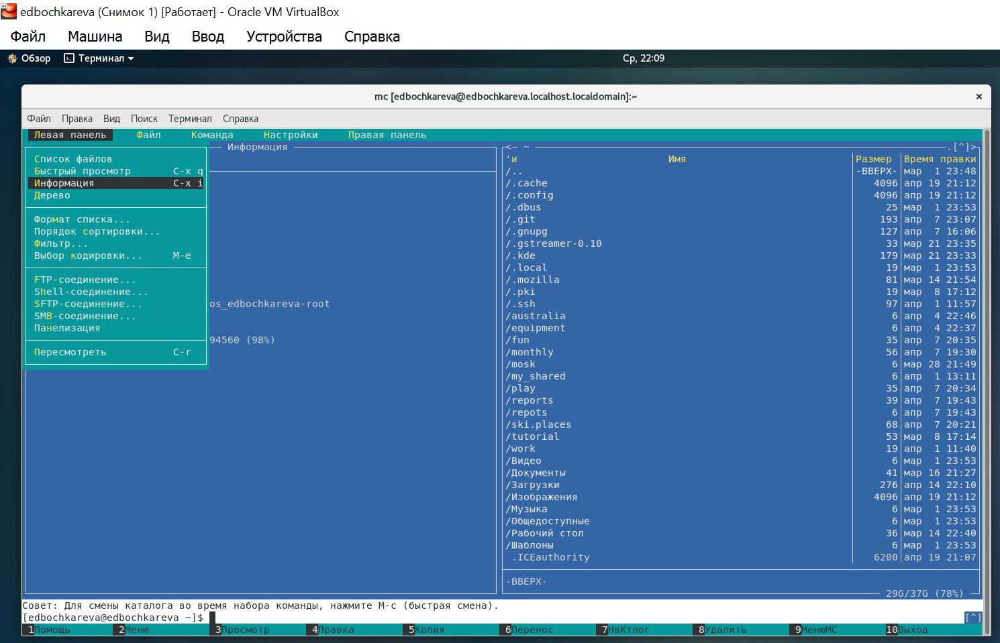 edbochkareva (Снимок 1) [Работает] - Oracle VM VirtualBox
Файл Машина Вид Ввод Устройства Справка
Обзор Терминал Ср, 22:09
mc [edbochkareva@edbochkareva.localhost.localdomain]:~ ×
Файл Правка Вид Поиск Терминал Справка
Левая панель Файл Команда Настройки Правая панель
Информация <— ~ .[^]>
Список файлов 'и Имя Размер Время правки
Быстрый просмотр C-x q /.. -ВВЕРХ- мар 1 23:48
Информация C-x i /.cache 4096 апр 19 21:12
Дерево /.config 4096 апр 19 21:12
/.dbus 25 мар 1 23:53
Формат списка... /.git 193 апр 7 23:07
Порядок сортировки... /.gnupg 127 апр 7 16:06
Фильтр... /.gstreamer-0.10 33 мар 21 23:35
Выбор кодировки... M-e /.kde 179 мар 21 23:33
/.local 19 мар 1 23:53
FTP-соединение... /.mozilla 81 мар 14 21:54
Shell-соединение... /.pki 19 мар 8 17:12
SFTP-соединение... os_edbochkareva-root /.ssh 97 апр 1 11:57
SMB-соединение... /australia 6 апр 4 22:46
Панелизация /equipment 6 апр 4 22:37
94560 (98%) /fun 35 апр 7 20:35
Пересмотреть C-r /monthly 56 апр 7 19:30
/mosk 6 мар 28 21:49
/my_shared 6 апр 1 13:11
/play 35 апр 7 20:34
/reports 39 апр 7 19:43
/repots 6 апр 7 19:43
/ski.places 68 апр 7 20:21
/tutorial 53 мар 8 17:14
/work 19 апр 1 11:40
/Видео 6 мар 1 23:53
/Документы 41 мар 16 21:27
/Загрузки 276 апр 14 22:10
/Изображения 4096 апр 19 21:12
/Музыка 6 мар 1 23:53
/Общедоступные 6 мар 1 23:53
/Рабочий стол 36 мар 14 22:40
/Шаблоны 6 мар 1 23:53
.ICEauthority 6200 апр 19 21:07
-ВВЕРХ-
29G/37G (78%)
Совет: Для смены каталога во время набора команды, нажмите M-c (быстрая смена).
[edbochkareva@edbochkareva ~]$ [^]
1Помощь 2Меню 3Просмотр 4Правка 5Копия 6Перенос 7НвКтлог 8Удалить 9МенюMC 10Выход